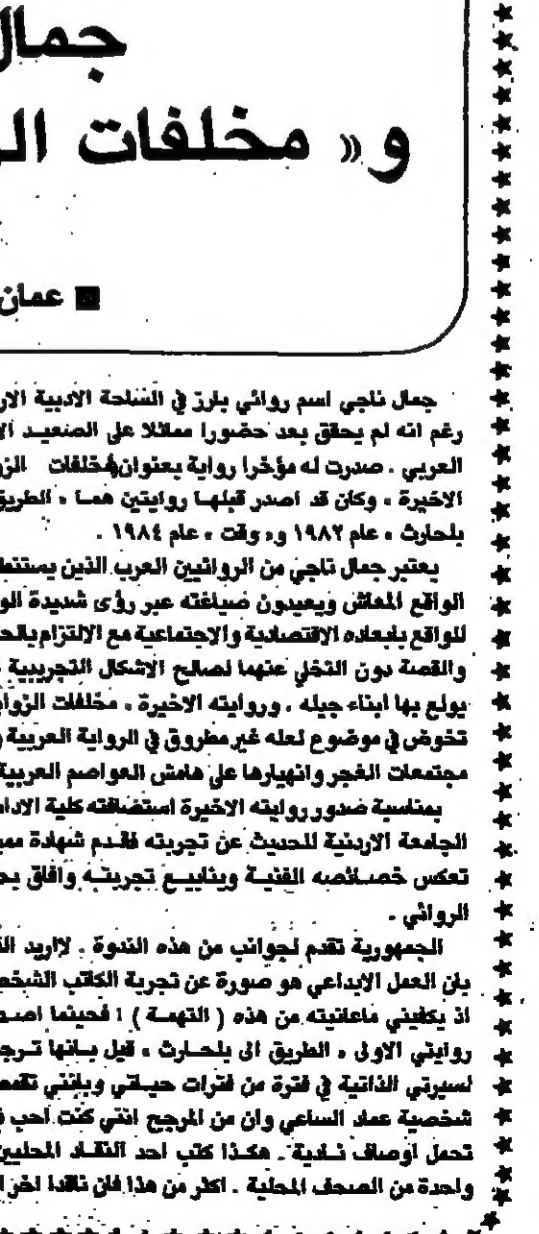 جمال
و« مخلفات الز
■ عمان
جمال ناجي اسم روائي بارز في الساحة الادبية الار
رغم انه لم يحقق بعد حضورا مماثلا على الصعيد الا
العربي . صدرت له مؤخرا رواية بعنوان مخلفات الزو
الاخيرة ، وكان قد اصدر قبلها روايتين هما ، الطريق
بلحارث ، عام ١٩٨٢ و، وقت ، عام ١٩٨٤ .
يعتبر جمال ناجي من الروائيين العرب الذين يستنط
الواقع المعاش ويعيدون صياغته عبر رؤى شديدة الو
للواقع بابعاده الاقتصادية والاجتماعية مع الالتزام بالحد
والقصة دون التخلي عنهما لصالح الاشكال التجريبية
يولع بها ابناء جيله . وروايته الاخيرة ، مخلفات الزواب
تخوض في موضوع لعله غير مطروق في الرواية العربية و
مجتمعات الغجر وانهيارها على هامش العواصم العربية
بمناسبة صدور روايته الاخيرة استضافته كلية الادا
الجامعة الاردنية للحديث عن تجربته فقدم شهادة ممي
تعكس خصائصه الفنية وينابيع تجربته وافاق بح
الروائي .
الجمهورية تقدم لجوانب من هذه الندوة . لااريد الق
بان العمل الابداعي هو صورة عن تجربة الكاتب الشخص
اذ يكفيني ماعانيته من هذه ( التهمة ) ! فحينما اصد
روايتي الاولى ، الطريق الى بلحارث ، قيل بانها ترج
لسيرتي الذاتية في فترة من فترات حياتي وبانني تقمص
شخصية عماد الساعي وان من المرجح انني كنت احب ف
تحمل اوصاف نادية . هكذا كتب احد النقاد المحليين
واحدة من الصحف المحلية . اكثر من هذا فان ناقدا اخر ا